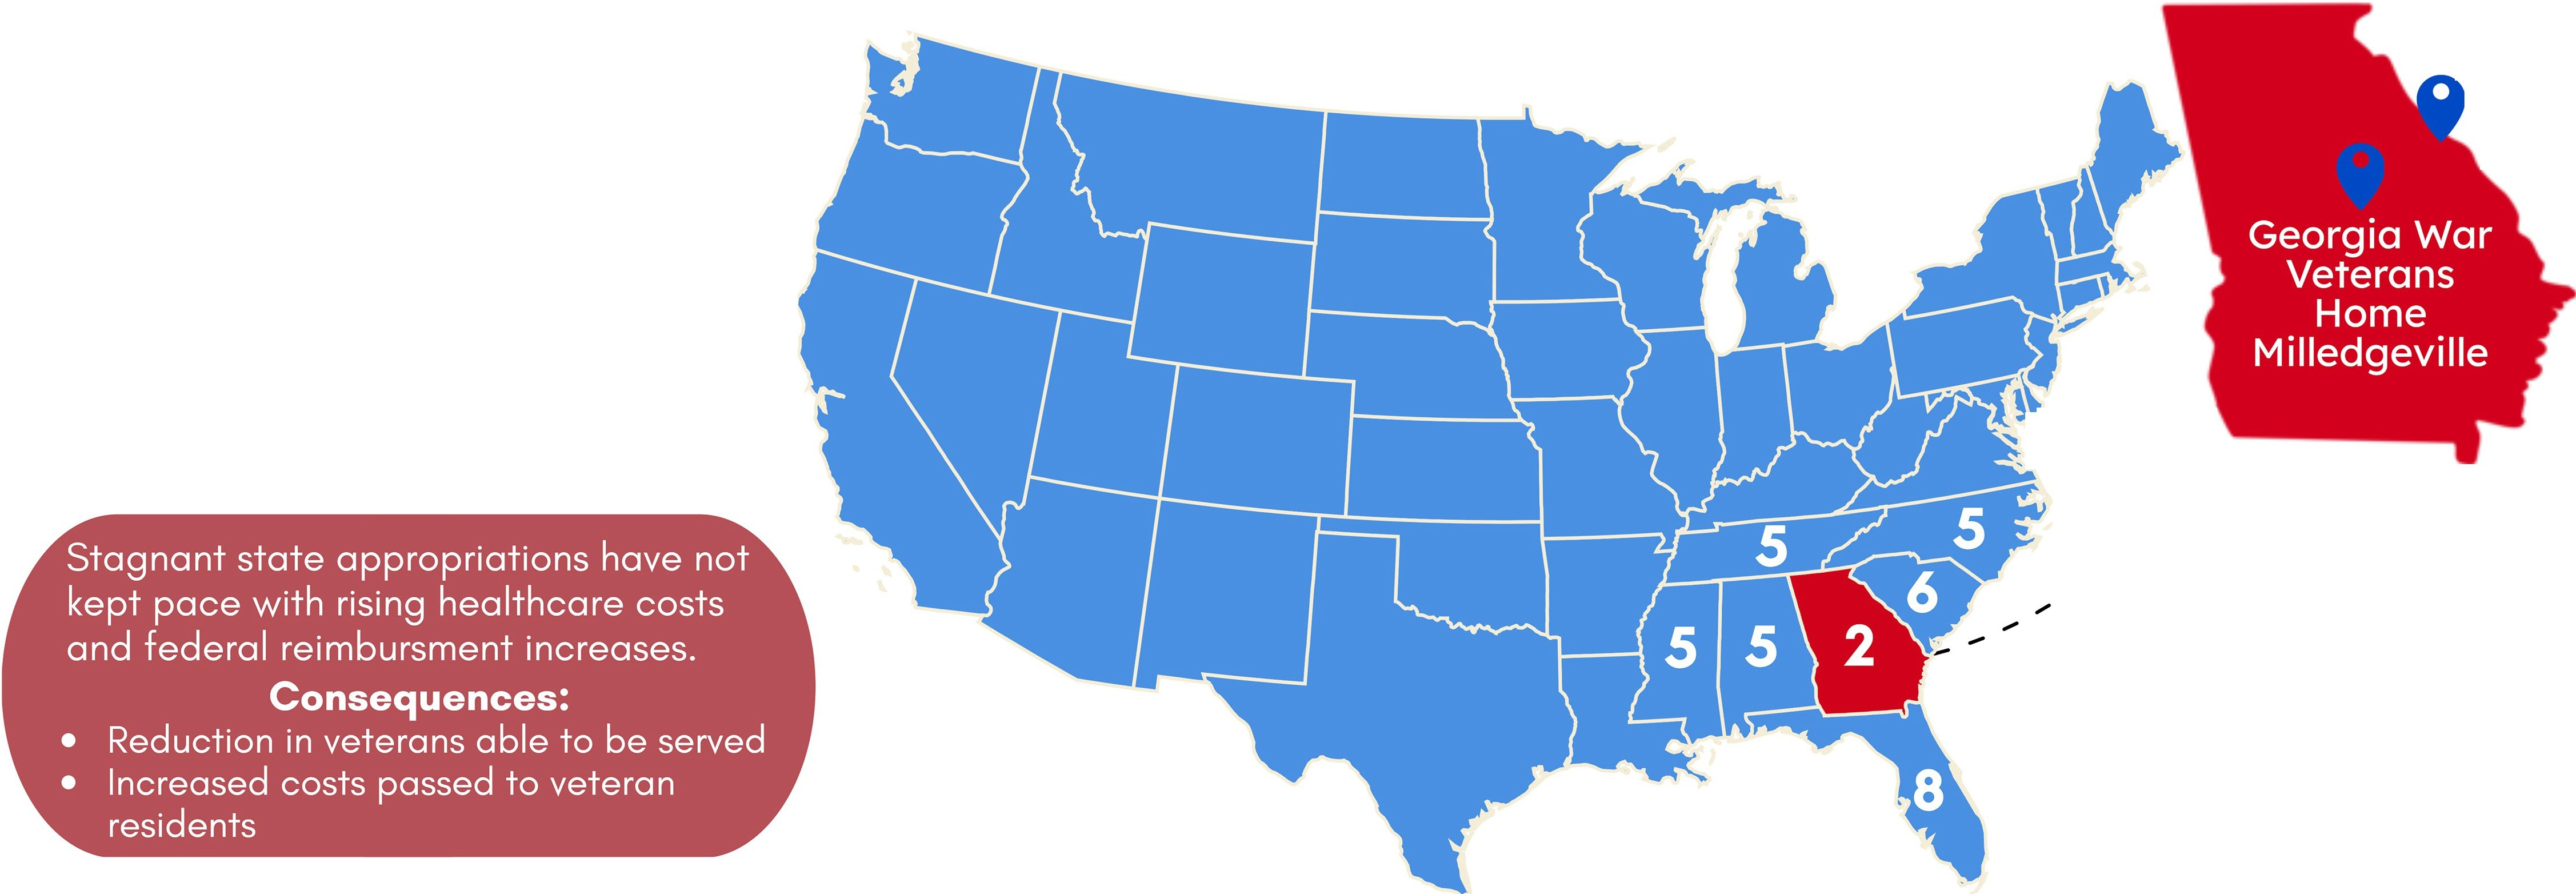 Georgia War
Veterans
Home
Milledgeville
Stagnant state appropriations have not
kept pace with rising healthcare costs
and federal reimbursment increases.
Consequences:
• Reduction in veterans able to be served
• Increased costs passed to veteran
residents
5
5
6
5
5
2
8